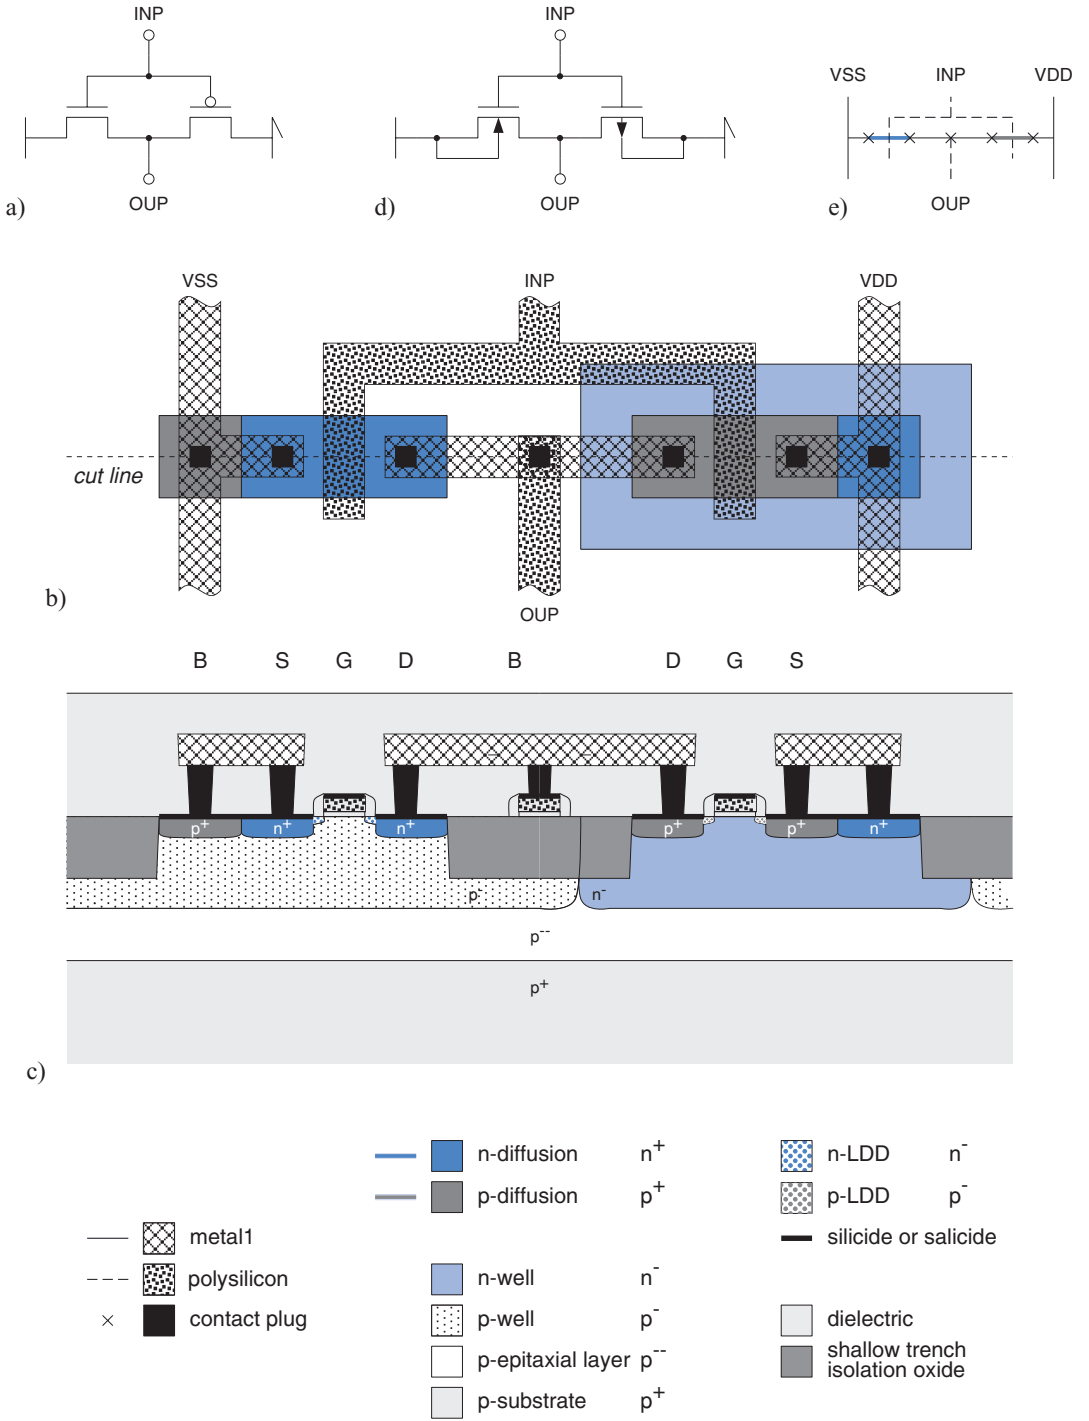 INP INP
VSS INP VDD
OUP OUP OUP
a) d) e)
VSS INP VDD
cut line
b)
OUP
B S G D B D G S
p+ n+ n+ p+ p+ n+
p- n-
p--
p+
c)
n-diffusion n+ n-LDD n-
p-diffusion p+ p-LDD p-
metal1 silicide or salicide
polysilicon n-well n-
contact plug p-well p- dielectric
p-epitaxial layer p-- shallow trench
isolation oxide
p-substrate p+